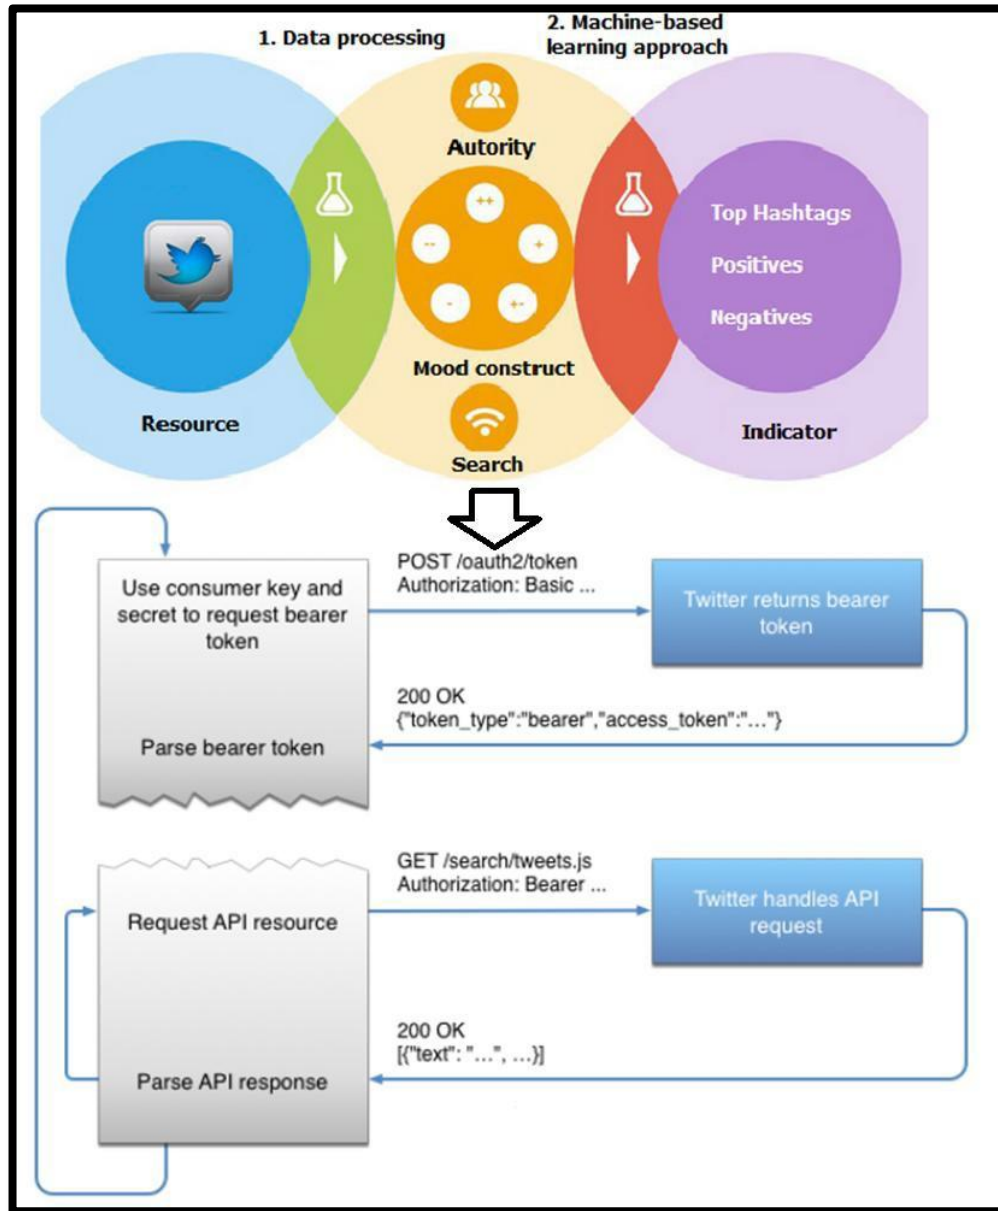 1. Data processing
2. Machine-based
learning approach
Autority
++
--
+
-
+-
Mood construct
Search
Resource
Top Hashtags
Positives
Negatives
Indicator
Use consumer key and
secret to request bearer
token
POST /oauth2/token
Authorization: Basic ...
Twitter returns bearer
token
200 OK
{"token_type":"bearer","access_token":"..."}
Parse bearer token
GET /search/tweets.js
Authorization: Bearer ...
Request API resource
Twitter handles API
request
200 OK
[{"text": "...", ...}]
Parse API response